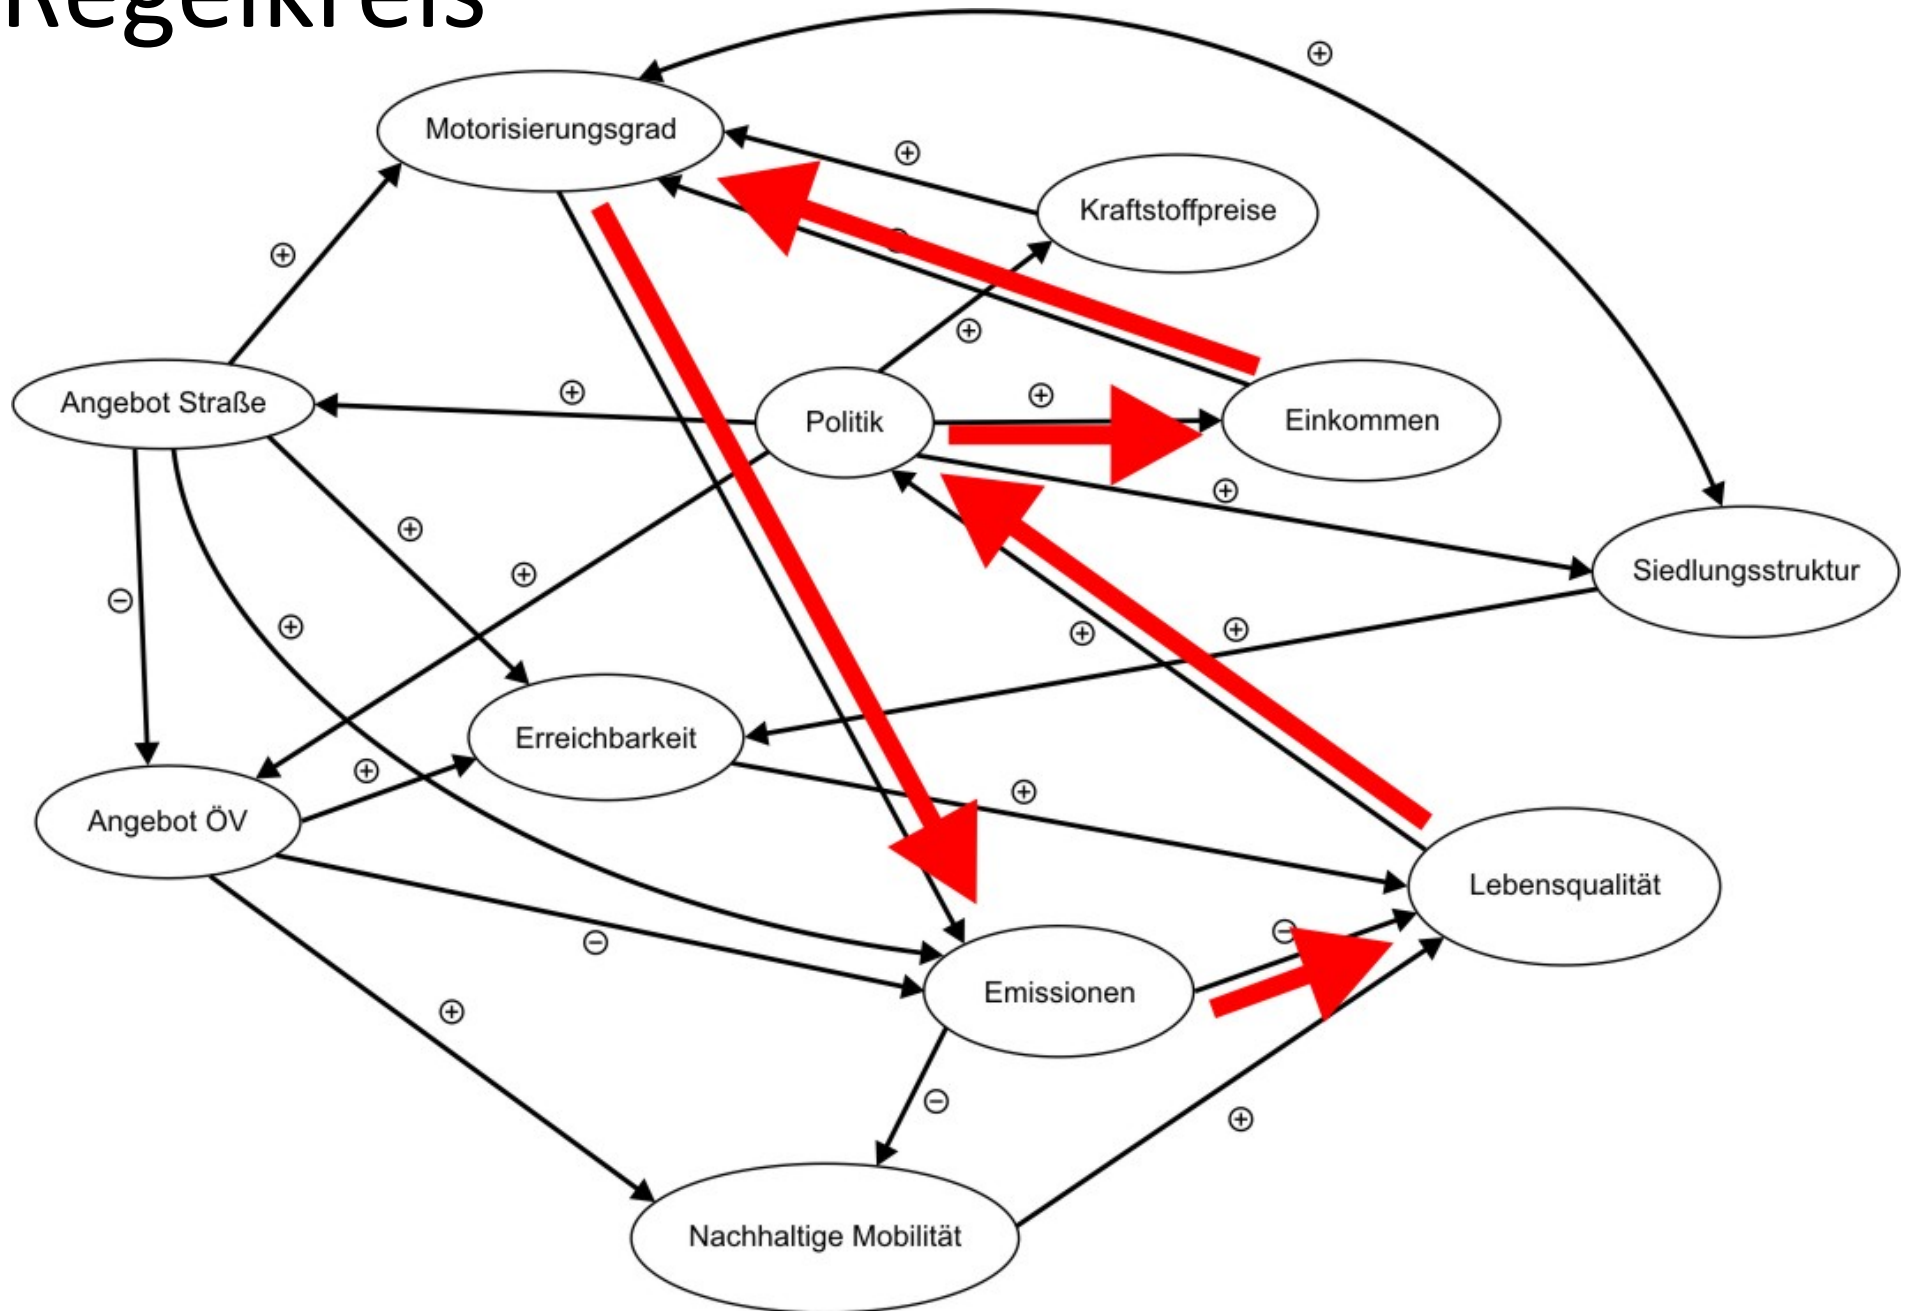 Regelkreis
⊕
Motorisierungsgrad
⊕
Kraftstoffpreise
⊕
⊕
Angebot Straße
⊕
Politik
⊕
Einkommen
⊕
⊕
⊕
Siedlungsstruktur
⊖
⊕
⊕
⊕
Erreichbarkeit
⊕
⊕
Angebot ÖV
Lebensqualität
⊖
⊖
Emissionen
⊕
⊖
⊕
Nachhaltige Mobilität